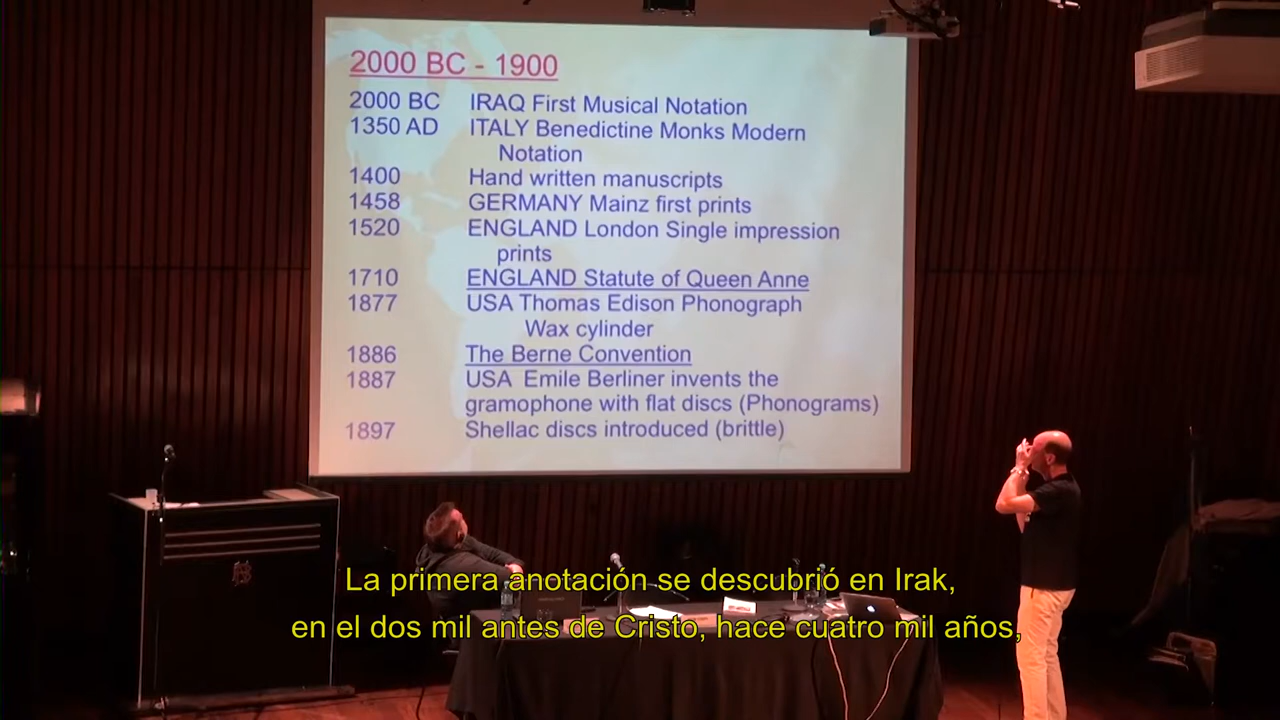 2000 BC - 1900
2000 BC IRAQ First Musical Notation
1350 AD ITALY Benedictine Monks Modern
Notation
1400 Hand written manuscripts
1458 GERMANY Mainz first prints
1520 ENGLAND London Single impression
prints
1710 ENGLAND Statute of Queen Anne
1877 USA Thomas Edison Phonograph
Wax cylinder
1886 The Berne Convention
1887 USA Emile Berliner invents the
gramophone with flat discs (Phonograms)
1897 Shellac discs introduced (brittle)
La primera anotación se descubrió en Irak,
en el dos mil antes de Cristo, hace cuatro mil años,